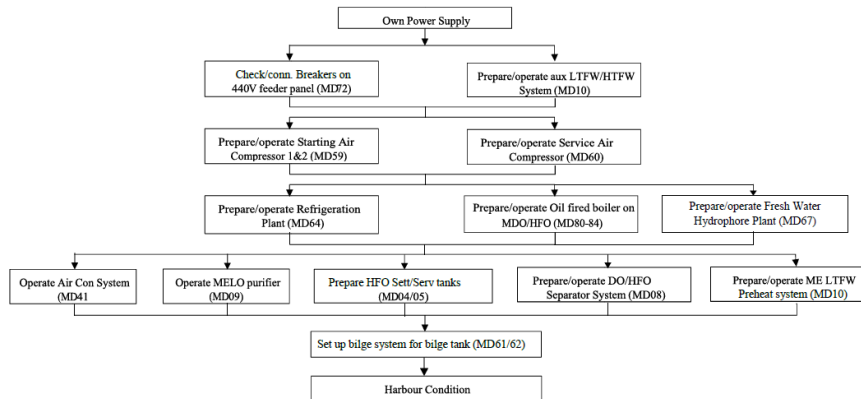 Own Power Supply
Check/conn. Breakers on
440V feeder panel (MD72)
Prepare/operate aux LTFW/HTFW
System (MD10)
Prepare/operate Starting Air
Compressor 1&2 (MD59)
Prepare/operate Service Air
Compressor (MD60)
Prepare/operate Refrigeration
Plant (MD64)
Prepare/operate Oil fired boiler on
MDO/HFO (MD80-84)
Prepare/operate Fresh Water
Hydrophore Plant (MD67)
Operate Air Con System
(MD41
Operate MELO purifier
(MD09)
Prepare HFO Sett/Serv tanks
(MD04/05)
Prepare/operate DO/HFO
Separator System (MD08)
Prepare/operate ME LTFW
Preheat system (MD10)
Set up bilge system for bilge tank (MD61/62)
Harbour Condition